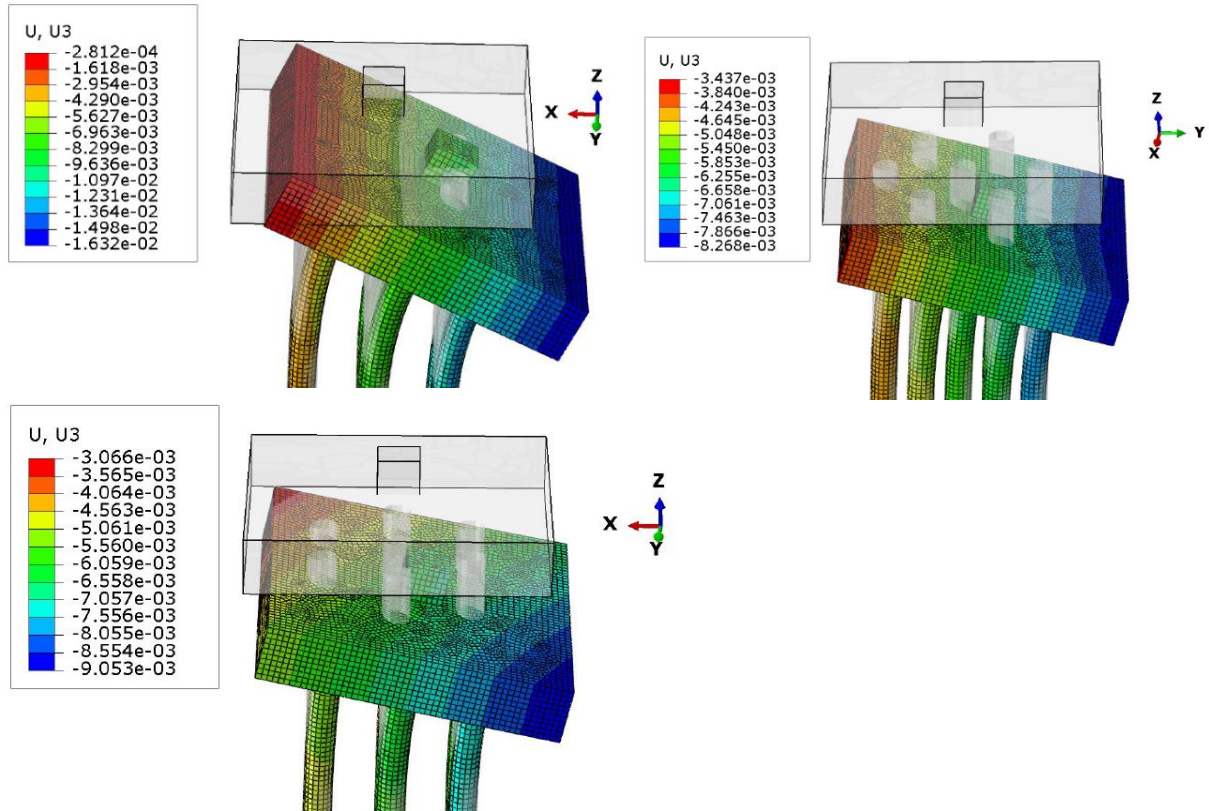 U, U3
-2.812e-04
-1.618e-03
-2.954e-03
-4.290e-03
-5.627e-03
-6.963e-03
-8.299e-03
-9.636e-03
-1.097e-02
-1.231e-02
-1.364e-02
-1.498e-02
-1.632e-02
Z
X
Y
U, U3
-3.437e-03
-3.840e-03
-4.243e-03
-4.645e-03
-5.048e-03
-5.450e-03
-5.853e-03
-6.255e-03
-6.658e-03
-7.061e-03
-7.463e-03
-7.866e-03
-8.268e-03
Z
Y
X
U, U3
-3.066e-03
-3.565e-03
-4.064e-03
-4.563e-03
-5.061e-03
-5.560e-03
-6.059e-03
-6.558e-03
-7.057e-03
-7.556e-03
-8.055e-03
-8.554e-03
-9.053e-03
Z
X
Y